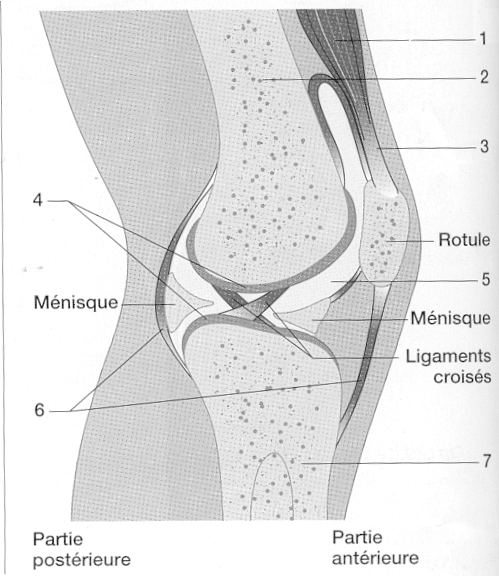 1
2
3
4
Rotule
5
Ménisque
Ménisque
Ligaments
croisés
6
7
Partie
postérieure
Partie
antérieure